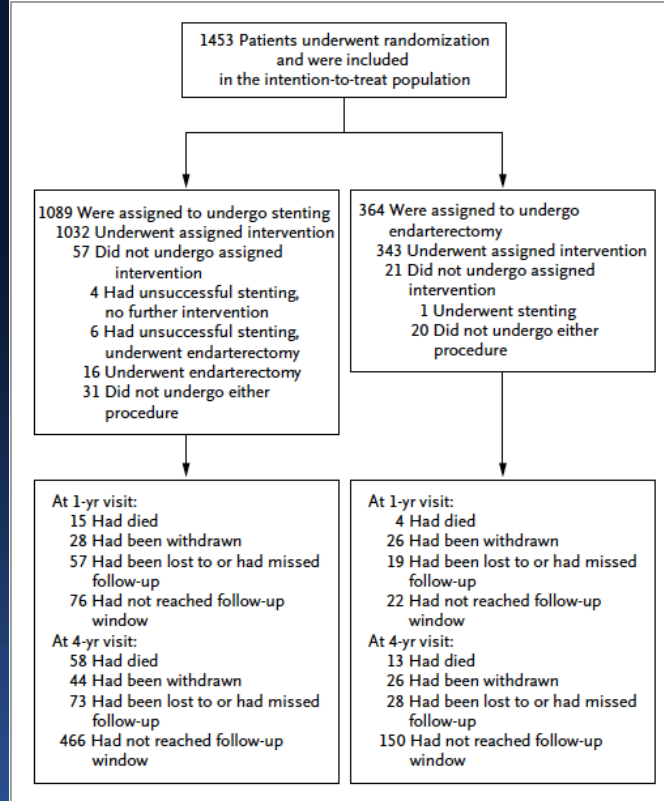 1453 Patients underwent randomization
and were included
in the intention-to-treat population
1089 Were assigned to undergo stenting
1032 Underwent assigned intervention
57 Did not undergo assigned
intervention
4 Had unsuccessful stenting,
no further intervention
6 Had unsuccessful stenting,
underwent endarterectomy
16 Underwent endarterectomy
31 Did not undergo either
procedure
364 Were assigned to undergo
endarterectomy
343 Underwent assigned intervention
21 Did not undergo assigned
intervention
1 Underwent stenting
20 Did not undergo either
procedure
At 1-yr visit:
15 Had died
28 Had been withdrawn
57 Had been lost to or had missed
follow-up
76 Had not reached follow-up
window
At 4-yr visit:
58 Had died
44 Had been withdrawn
73 Had been lost to or had missed
follow-up
466 Had not reached follow-up
window
At 1-yr visit:
4 Had died
26 Had been withdrawn
19 Had been lost to or had missed
follow-up
22 Had not reached follow-up
window
At 4-yr visit:
13 Had died
26 Had been withdrawn
28 Had been lost to or had missed
follow-up
150 Had not reached follow-up
window